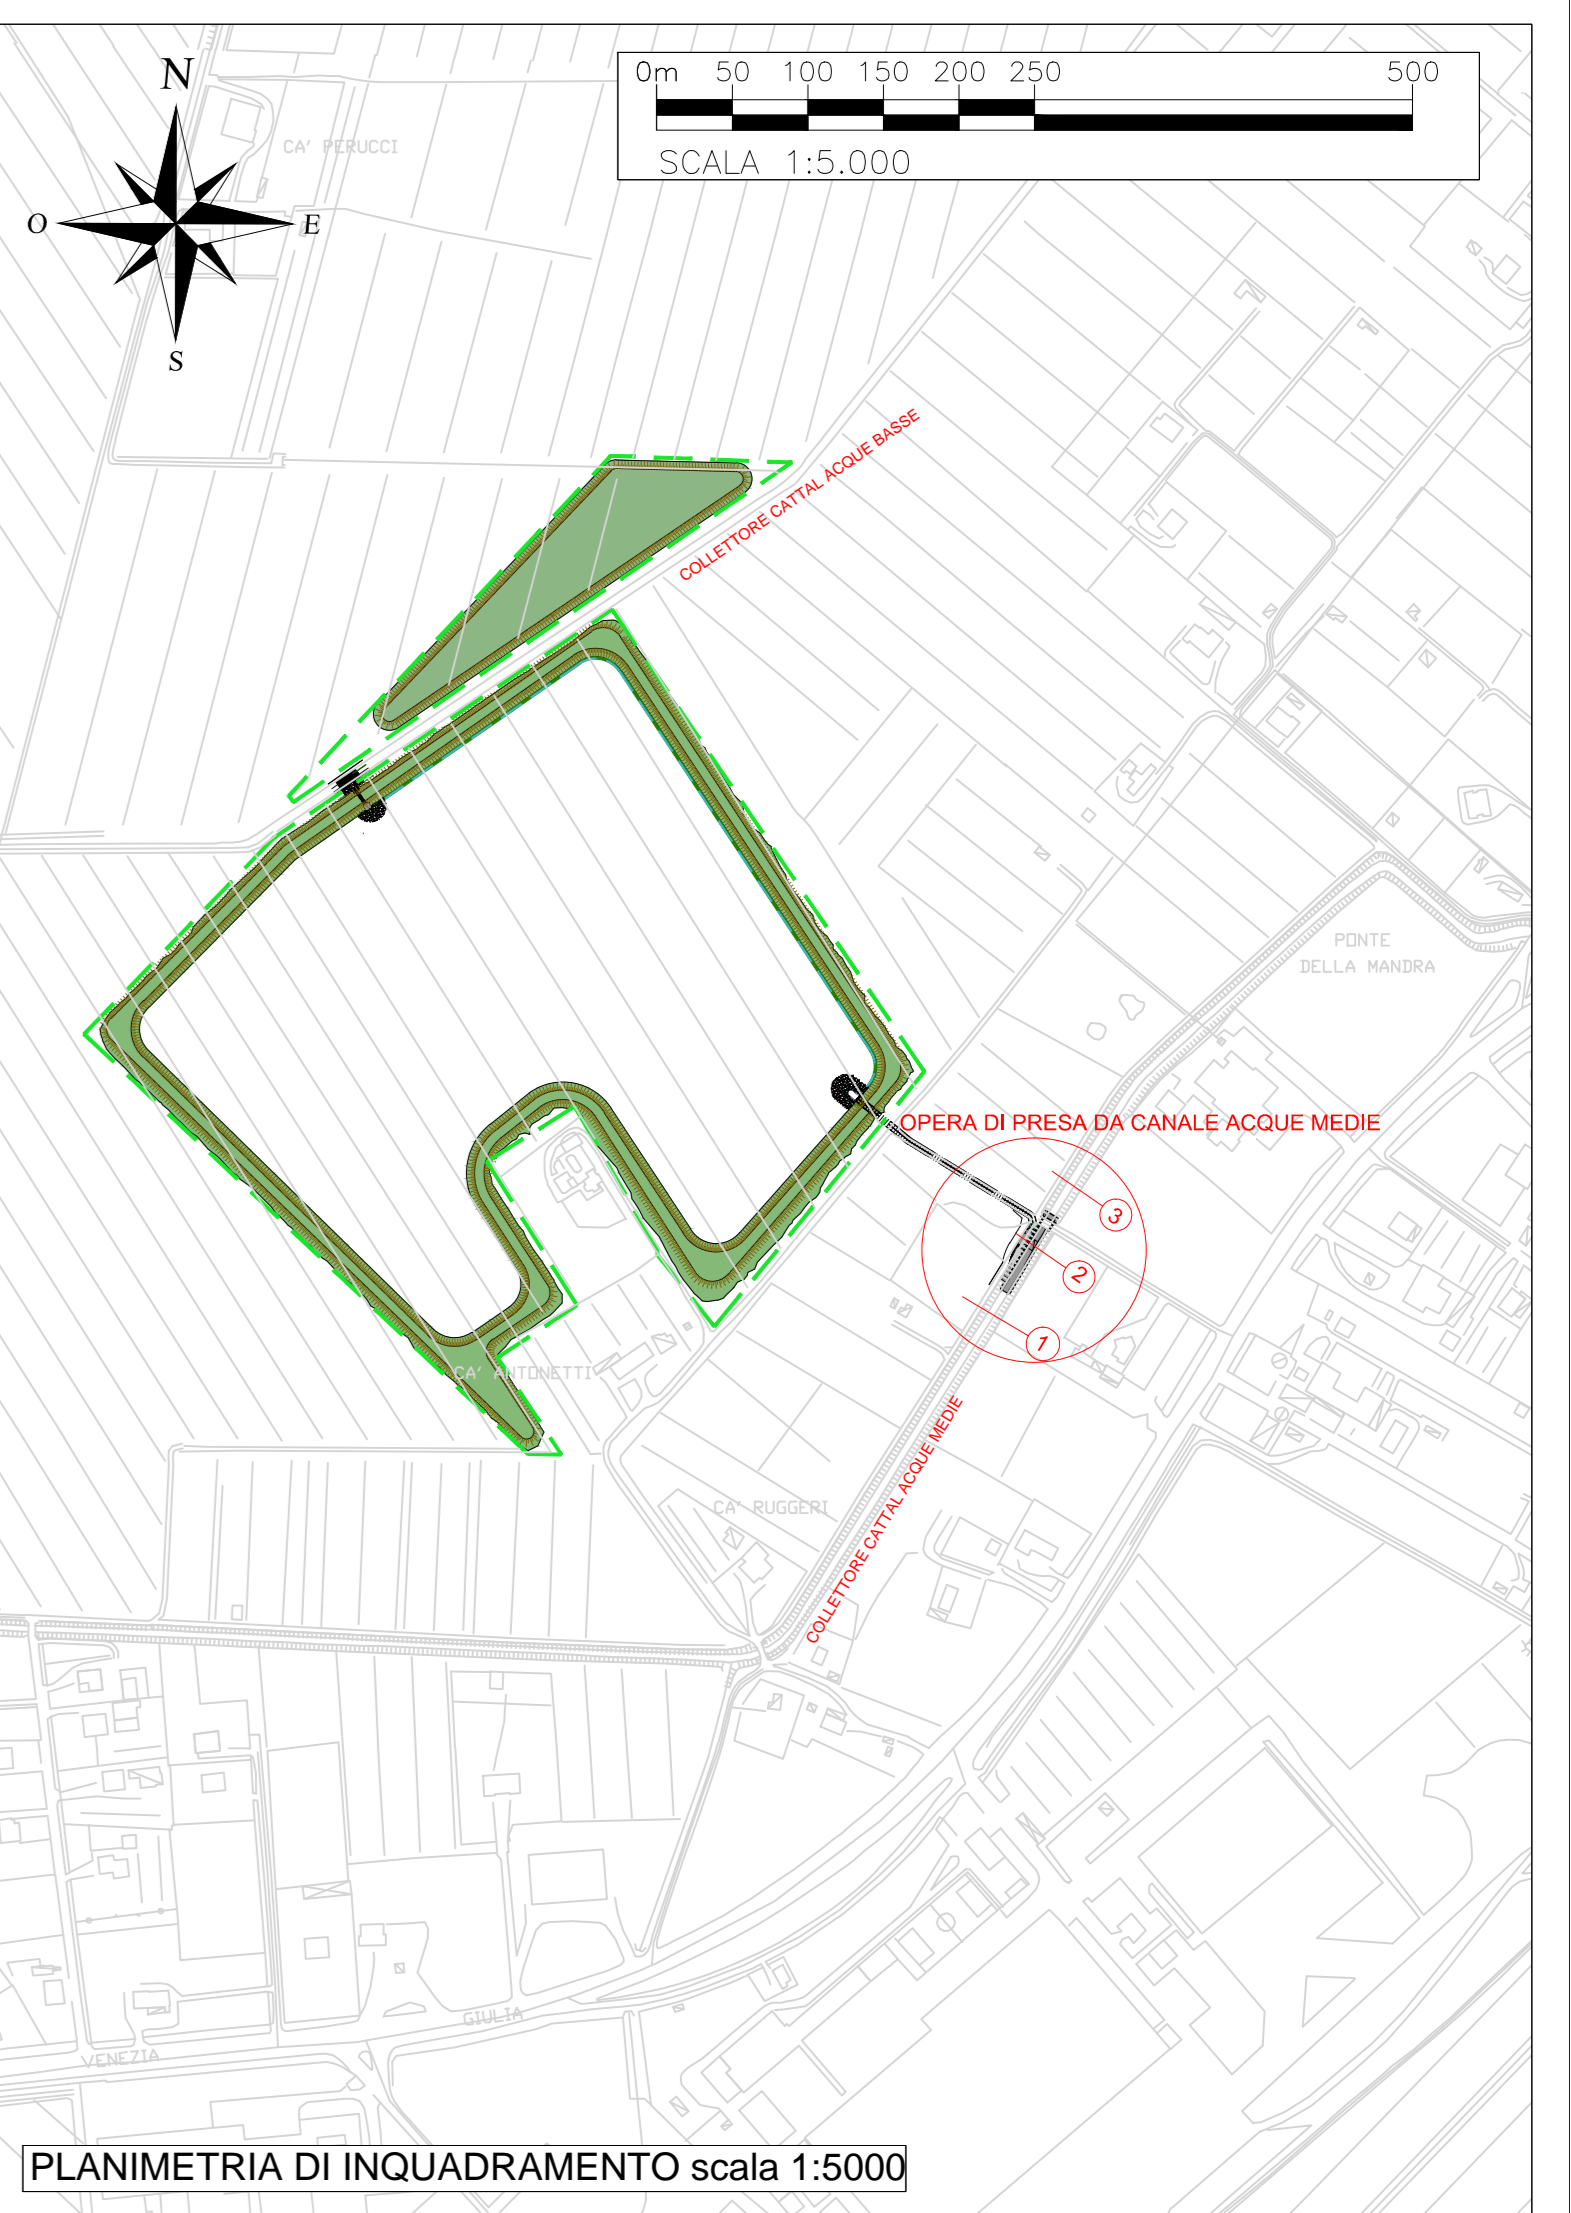 N
O
E
S
0m 50 100 150 200 250 500
SCALA 1:5.000
CA' PERUCCI
COLLETTORE CATTAL ACQUE BASSE
PONTE
DELLA MANDRA
OPERA DI PRESA DA CANALE ACQUE MEDIE
3
2
1
CA' ANTONETTI
COLLETTORE CATTAL ACQUE MEDIE
CA' RUGGERI
GIULIA
VENEZIA
PLANIMETRIA DI INQUADRAMENTO scala 1:5000